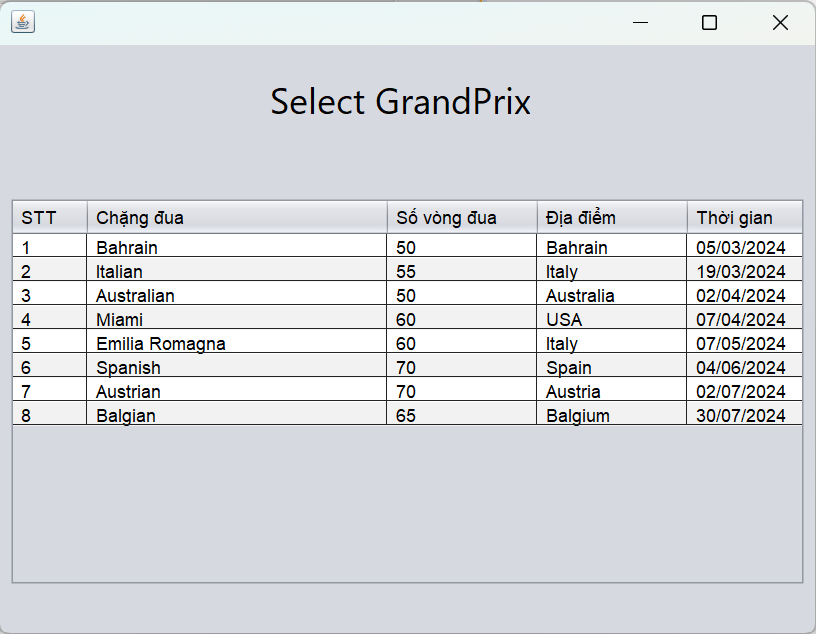 Select GrandPrix
STT Chặng đua Số vòng đua Địa điểm Thời gian
1 Bahrain 50 Bahrain 05/03/2024
2 Italian 55 Italy 19/03/2024
3 Australian 50 Australia 02/04/2024
4 Miami 60 USA 07/04/2024
5 Emilia Romagna 60 Italy 07/05/2024
6 Spanish 70 Spain 04/06/2024
7 Austrian 70 Austria 02/07/2024
8 Balgian 65 Balgium 30/07/2024